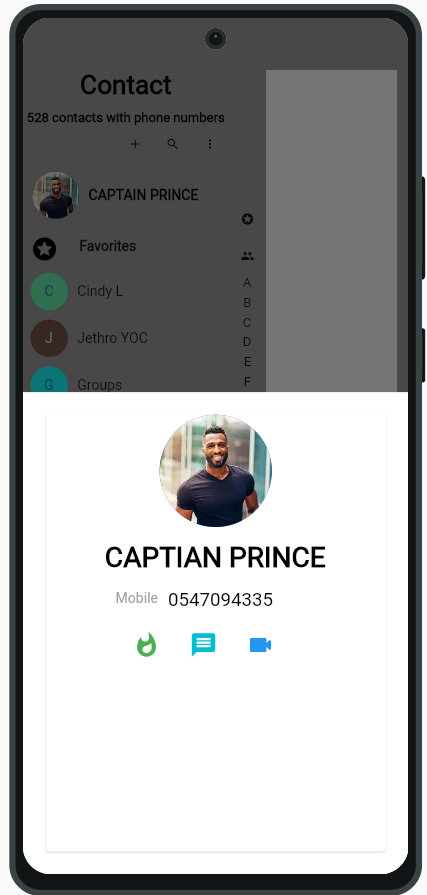 Contact
528 contacts with phone numbers
CAPTAIN PRINCE
Favorites
C Cindy L
J Jethro YOC
G Groups
A
B
C
D
E
F
CAPTIAN PRINCE
Mobile 0547094335